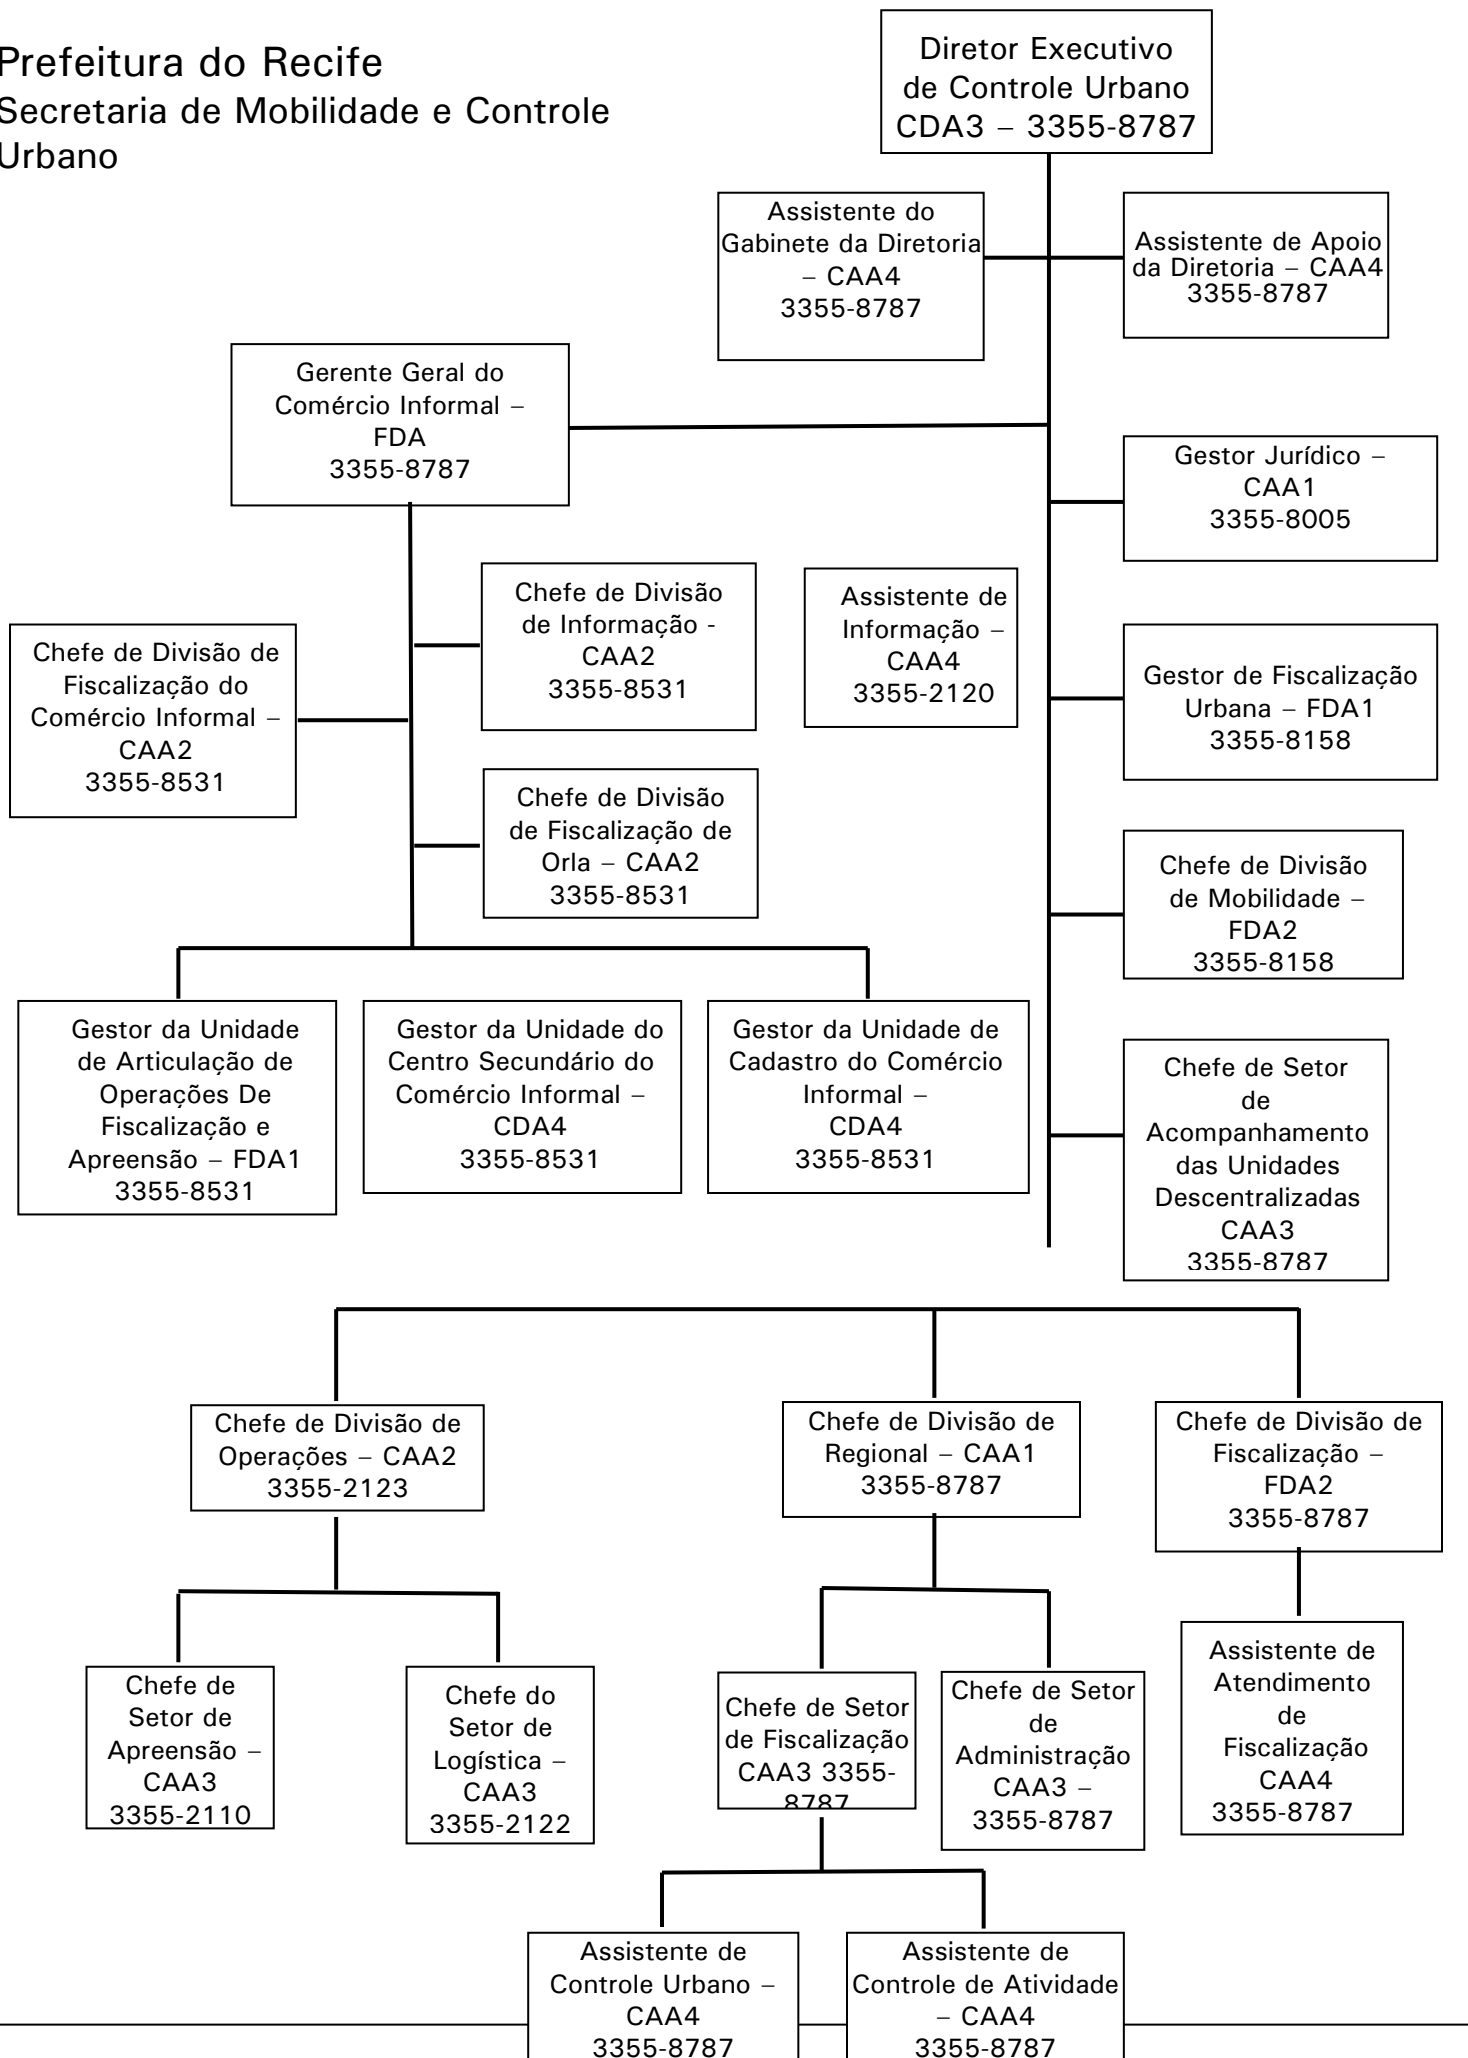 Prefeitura do Recife
Secretaria de Mobilidade e Controle
Urbano
Diretor Executivo
de Controle Urbano
CDA3 – 3355-8787
Assistente do
Gabinete da Diretoria
– CAA4
3355-8787
Assistente de Apoio
da Diretoria – CAA4
3355-8787
Gerente Geral do
Comércio Informal –
FDA
3355-8787
Gestor Jurídico –
CAA1
3355-8005
Chefe de Divisão
de Informação -
CAA2
3355-8531
Assistente de
Informação –
CAA4
3355-2120
Chefe de Divisão de
Fiscalização do
Comércio Informal –
CAA2
3355-8531
Gestor de Fiscalização
Urbana – FDA1
3355-8158
Chefe de Divisão
de Fiscalização de
Orla – CAA2
3355-8531
Chefe de Divisão
de Mobilidade –
FDA2
3355-8158
Gestor da Unidade
de Articulação de
Operações De
Fiscalização e
Apreensão – FDA1
3355-8531
Gestor da Unidade do
Centro Secundário do
Comércio Informal –
CDA4
3355-8531
Gestor da Unidade de
Cadastro do Comércio
Informal –
CDA4
3355-8531
Chefe de Setor
de
Acompanhamento
das Unidades
Descentralizadas
CAA3
3355-8787
Chefe de Divisão de
Operações – CAA2
3355-2123
Chefe de Divisão de
Regional – CAA1
3355-8787
Chefe de Divisão de
Fiscalização –
FDA2
3355-8787
Chefe de
Setor de
Apreensão –
CAA3
3355-2110
Chefe do
Setor de
Logística –
CAA3
3355-2122
Chefe de Setor
de Fiscalização
CAA3 3355-
8787
Chefe de Setor
de
Administração
CAA3 –
3355-8787
Assistente de
Atendimento
de
Fiscalização
CAA4
3355-8787
Assistente de
Controle Urbano –
CAA4
3355-8787
Assistente de
Controle de Atividade
– CAA4
3355-8787